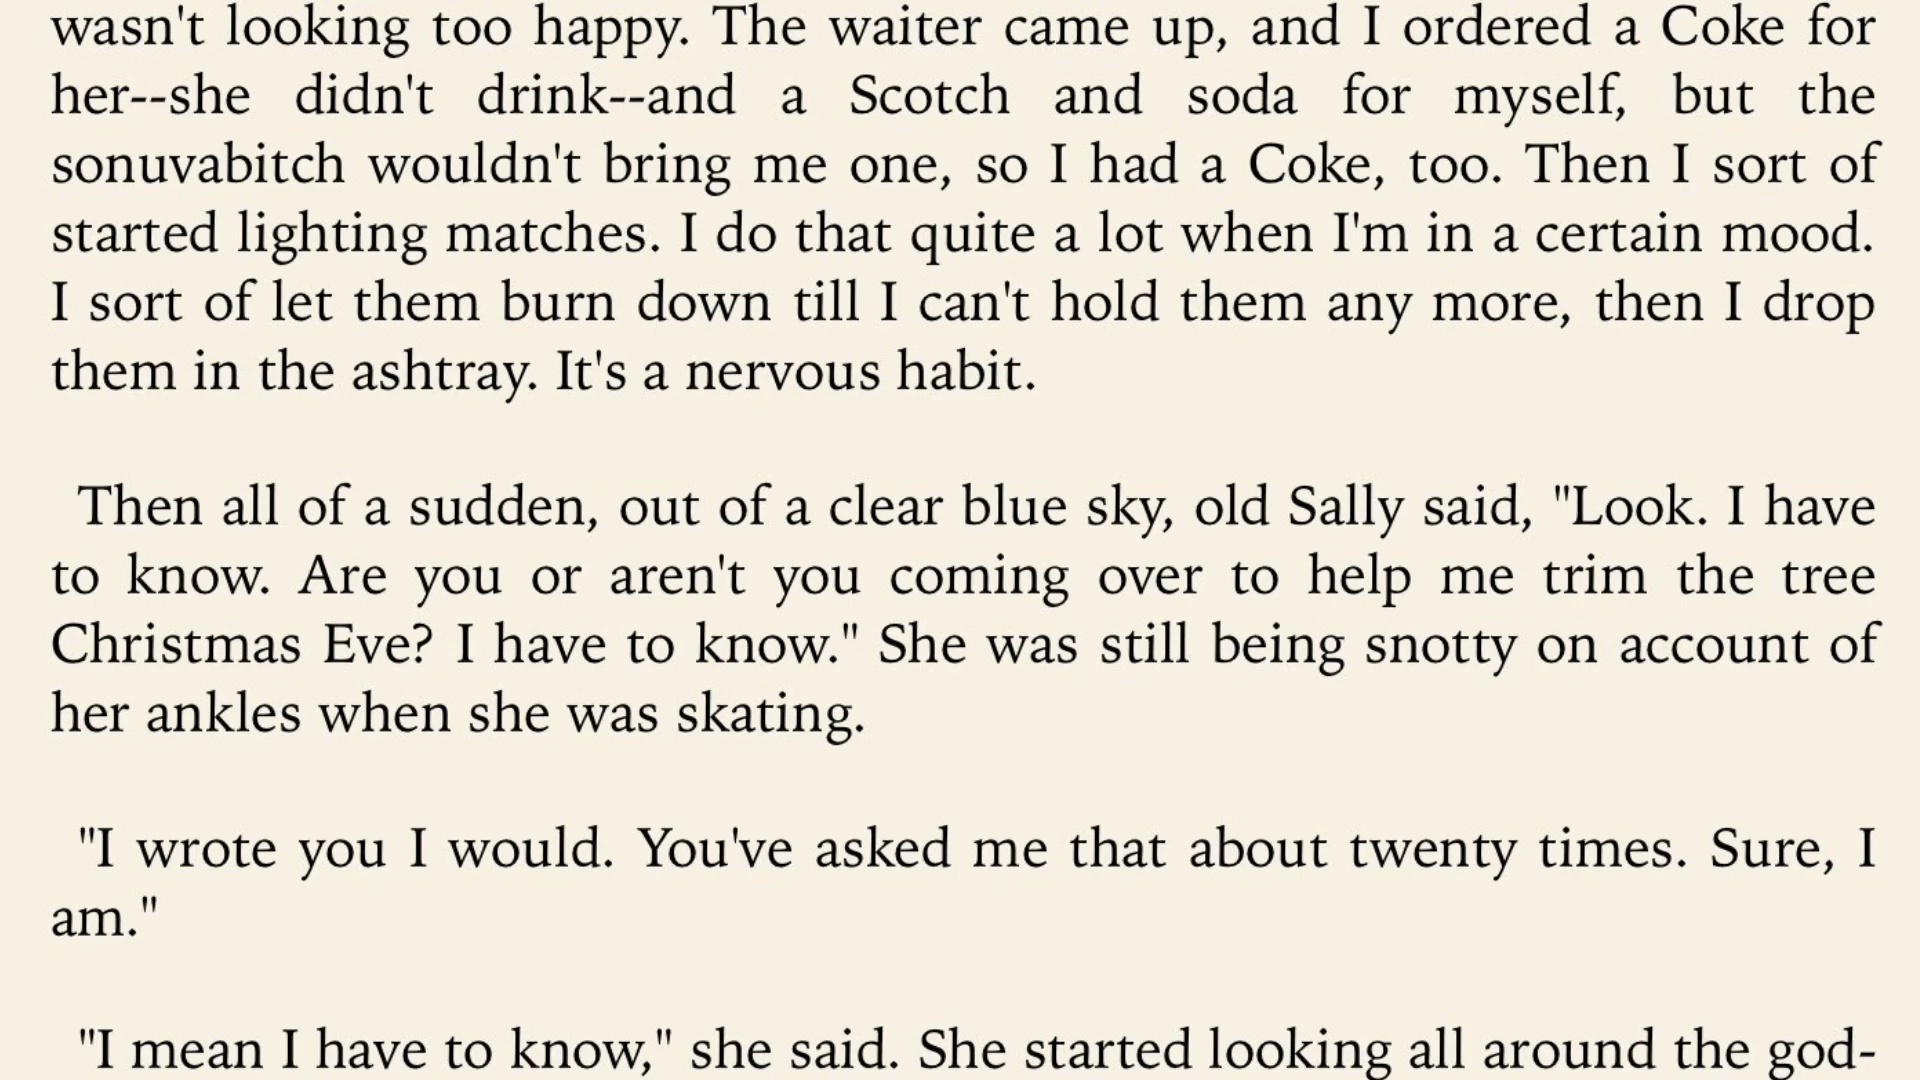 wasn't looking too happy. The waiter came up, and I ordered a Coke for
her--she didn't drink--and a Scotch and soda for myself, but the
sonuvabitch wouldn't bring me one, so I had a Coke, too. Then I sort of
started lighting matches. I do that quite a lot when I'm in a certain mood.
I sort of let them burn down till I can't hold them any more, then I drop
them in the ashtray. It's a nervous habit.
Then all of a sudden, out of a clear blue sky, old Sally said, "Look. I have
to know. Are you or aren't you coming over to help me trim the tree
Christmas Eve? I have to know." She was still being snotty on account of
her ankles when she was skating.
"I wrote you I would. You've asked me that about twenty times. Sure, I
am."
"I mean I have to know," she said. She started looking all around the god-